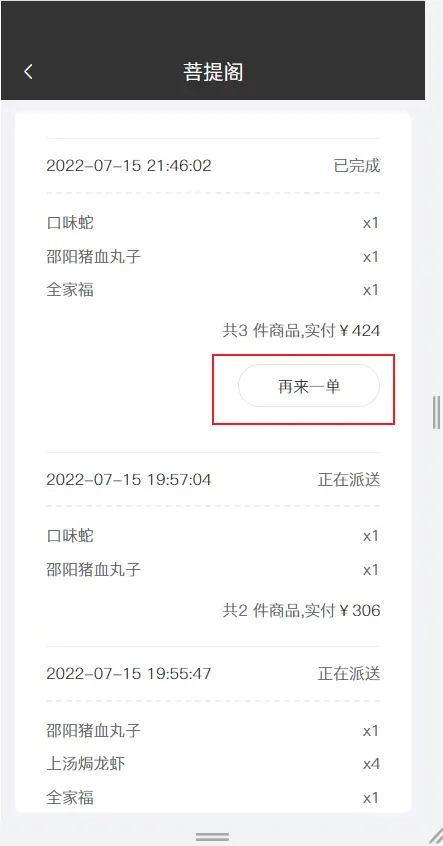 菩提阁
2022-07-15 21:46:02 已完成
口味蛇 x1
邵阳猪血丸子 x1
全家福 x1
共3 件商品,实付￥424
再来一单
2022-07-15 19:57:04 正在派送
口味蛇 x1
邵阳猪血丸子 x1
共2 件商品,实付￥306
2022-07-15 19:55:47 正在派送
邵阳猪血丸子 x1
上汤焗龙虾 x4
全家福 x1